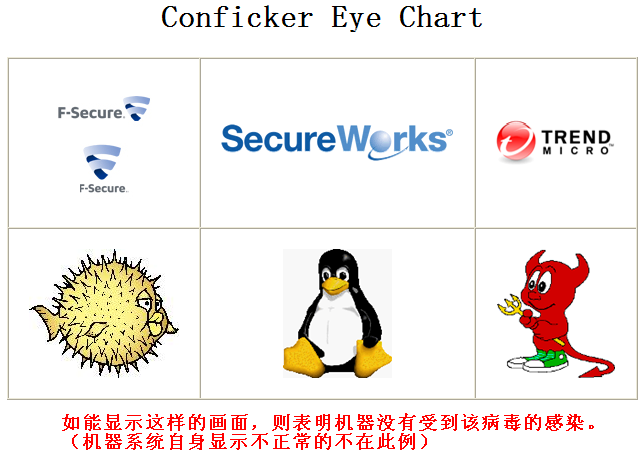 Conficker Eye Chart
F-Secure.
SecureWorks®
TREND
MICRO™
F-Secure.
如能显示这样的画面，则表明机器没有受到该病毒的感染。
（机器系统自身显示不正常的不在此例）